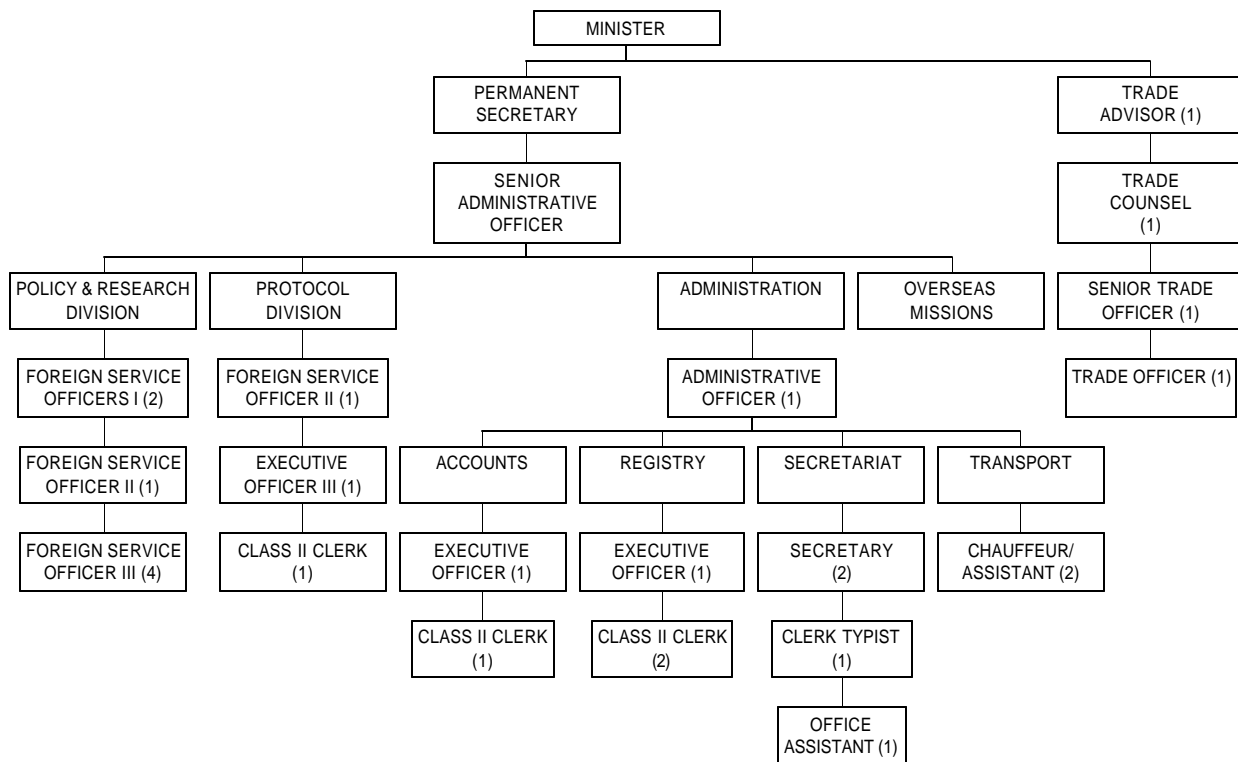 MINISTER
PERMANENT
SECRETARY
TRADE
ADVISOR (1)
SENIOR
ADMINISTRATIVE
OFFICER
TRADE
COUNSEL
(1)
POLICY & RESEARCH
DIVISION
PROTOCOL
DIVISION
ADMINISTRATION
OVERSEAS
MISSIONS
SENIOR TRADE
OFFICER (1)
FOREIGN SERVICE
OFFICERS I (2)
FOREIGN SERVICE
OFFICER II (1)
ADMINISTRATIVE
OFFICER (1)
TRADE OFFICER (1)
FOREIGN SERVICE
OFFICER II (1)
EXECUTIVE
OFFICER III (1)
ACCOUNTS
REGISTRY
SECRETARIAT
TRANSPORT
FOREIGN SERVICE
OFFICER III (4)
CLASS II CLERK
(1)
EXECUTIVE
OFFICER (1)
EXECUTIVE
OFFICER (1)
SECRETARY
(2)
CHAUFFEUR/
ASSISTANT (2)
CLASS II CLERK
(1)
CLASS II CLERK
(2)
CLERK TYPIST
(1)
OFFICE
ASSISTANT (1)